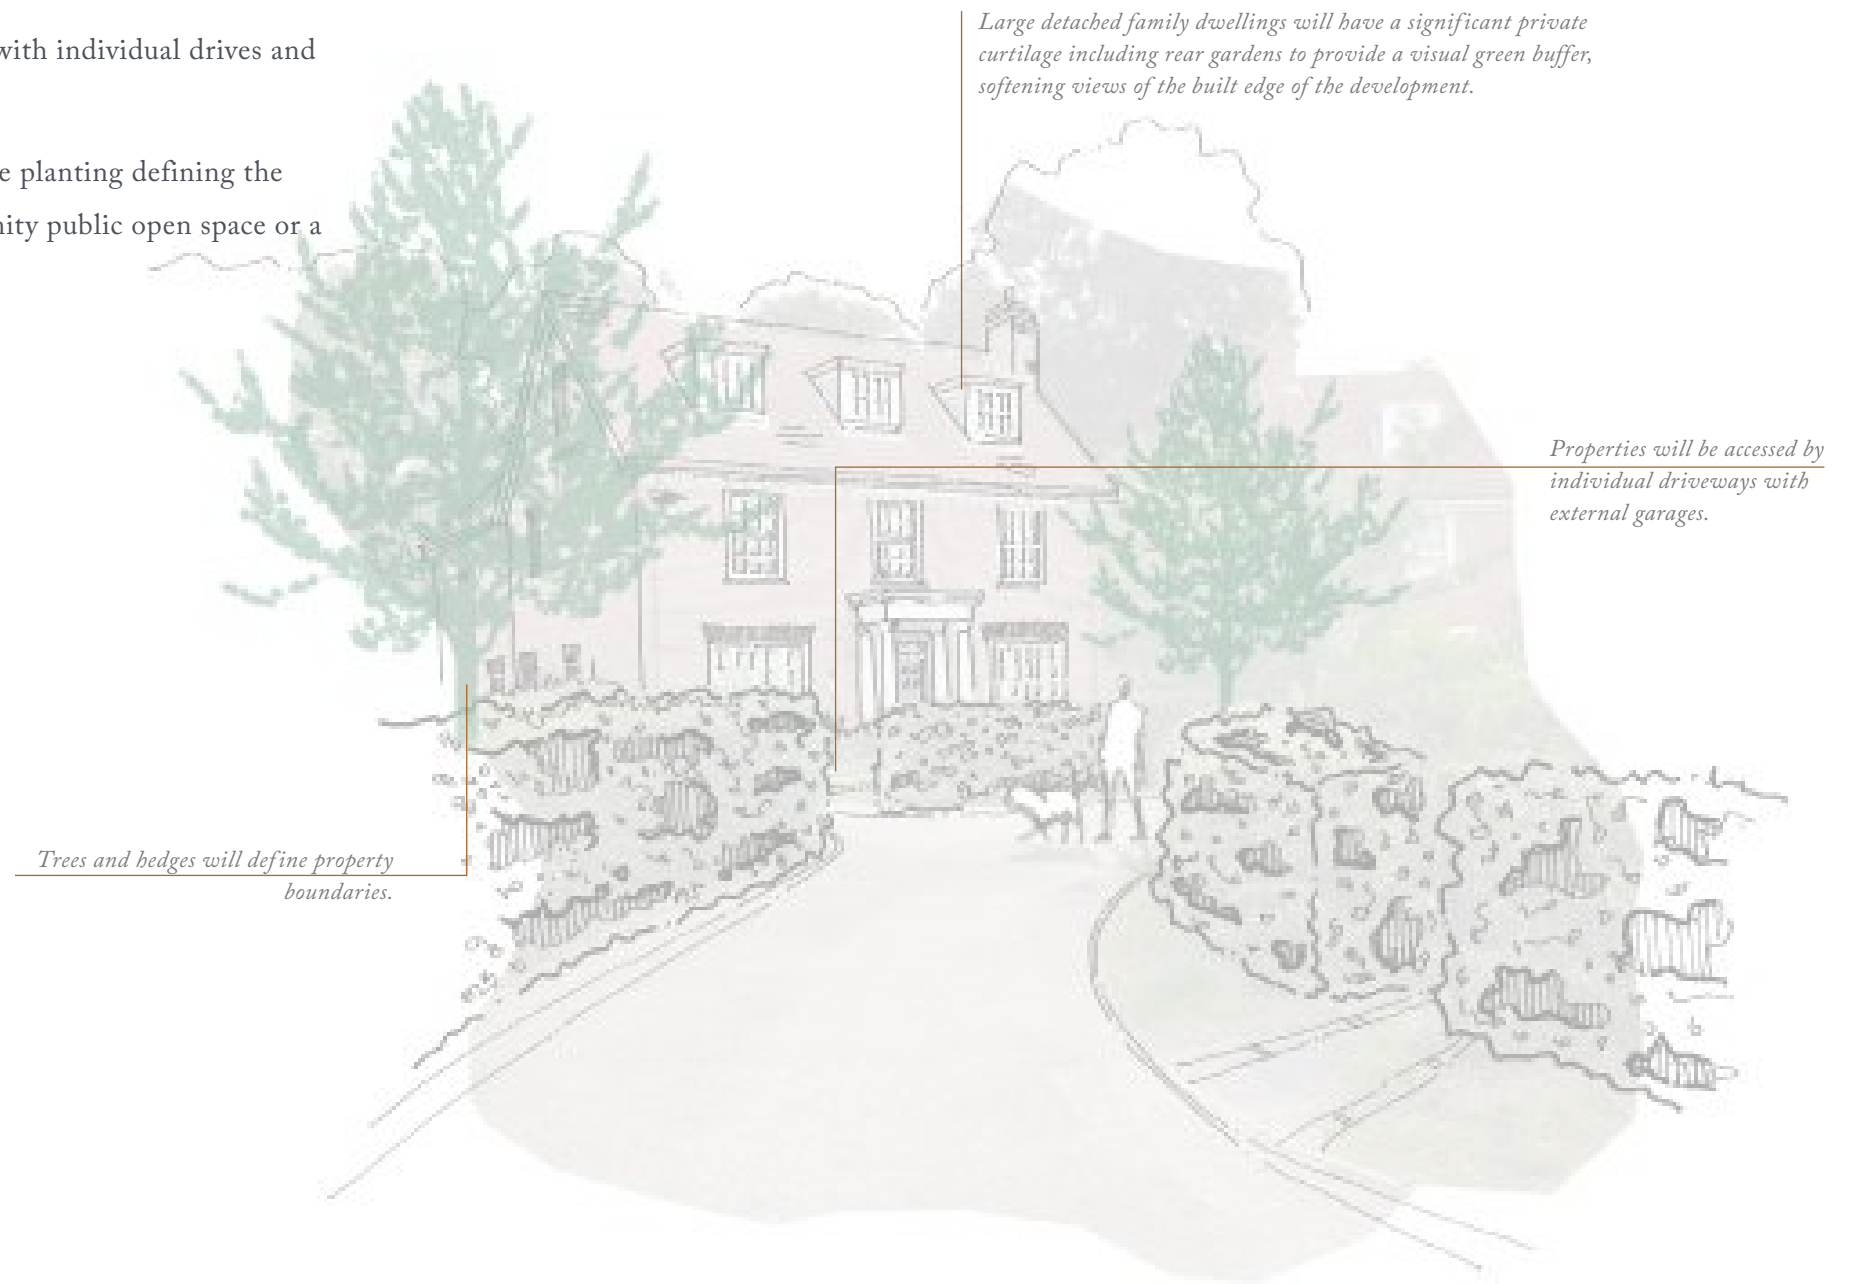 with individual drives and
planting defining the
public open space or a
Large detached family dwellings will have a significant private
curtilage including rear gardens to provide a visual green buffer,
softening views of the built edge of the development.
Properties will be accessed by
individual driveways with
external garages.
Trees and hedges will define property
boundaries.